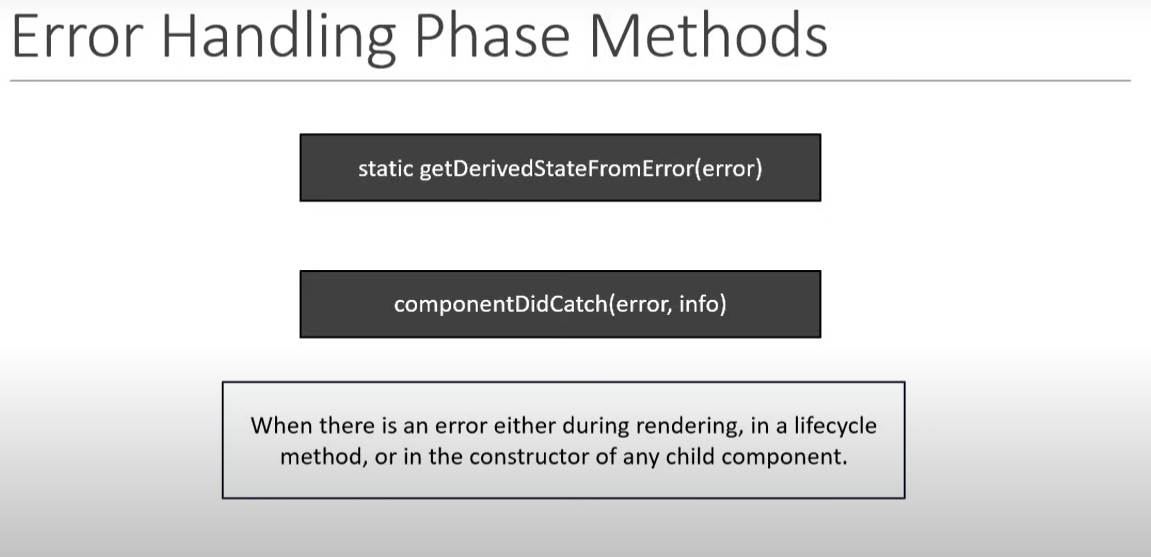 Error Handling Phase Methods
static getDerivedStateFromError(error)
componentDidCatch(error, info)
When there is an error either during rendering, in a lifecycle
method, or in the constructor of any child component.